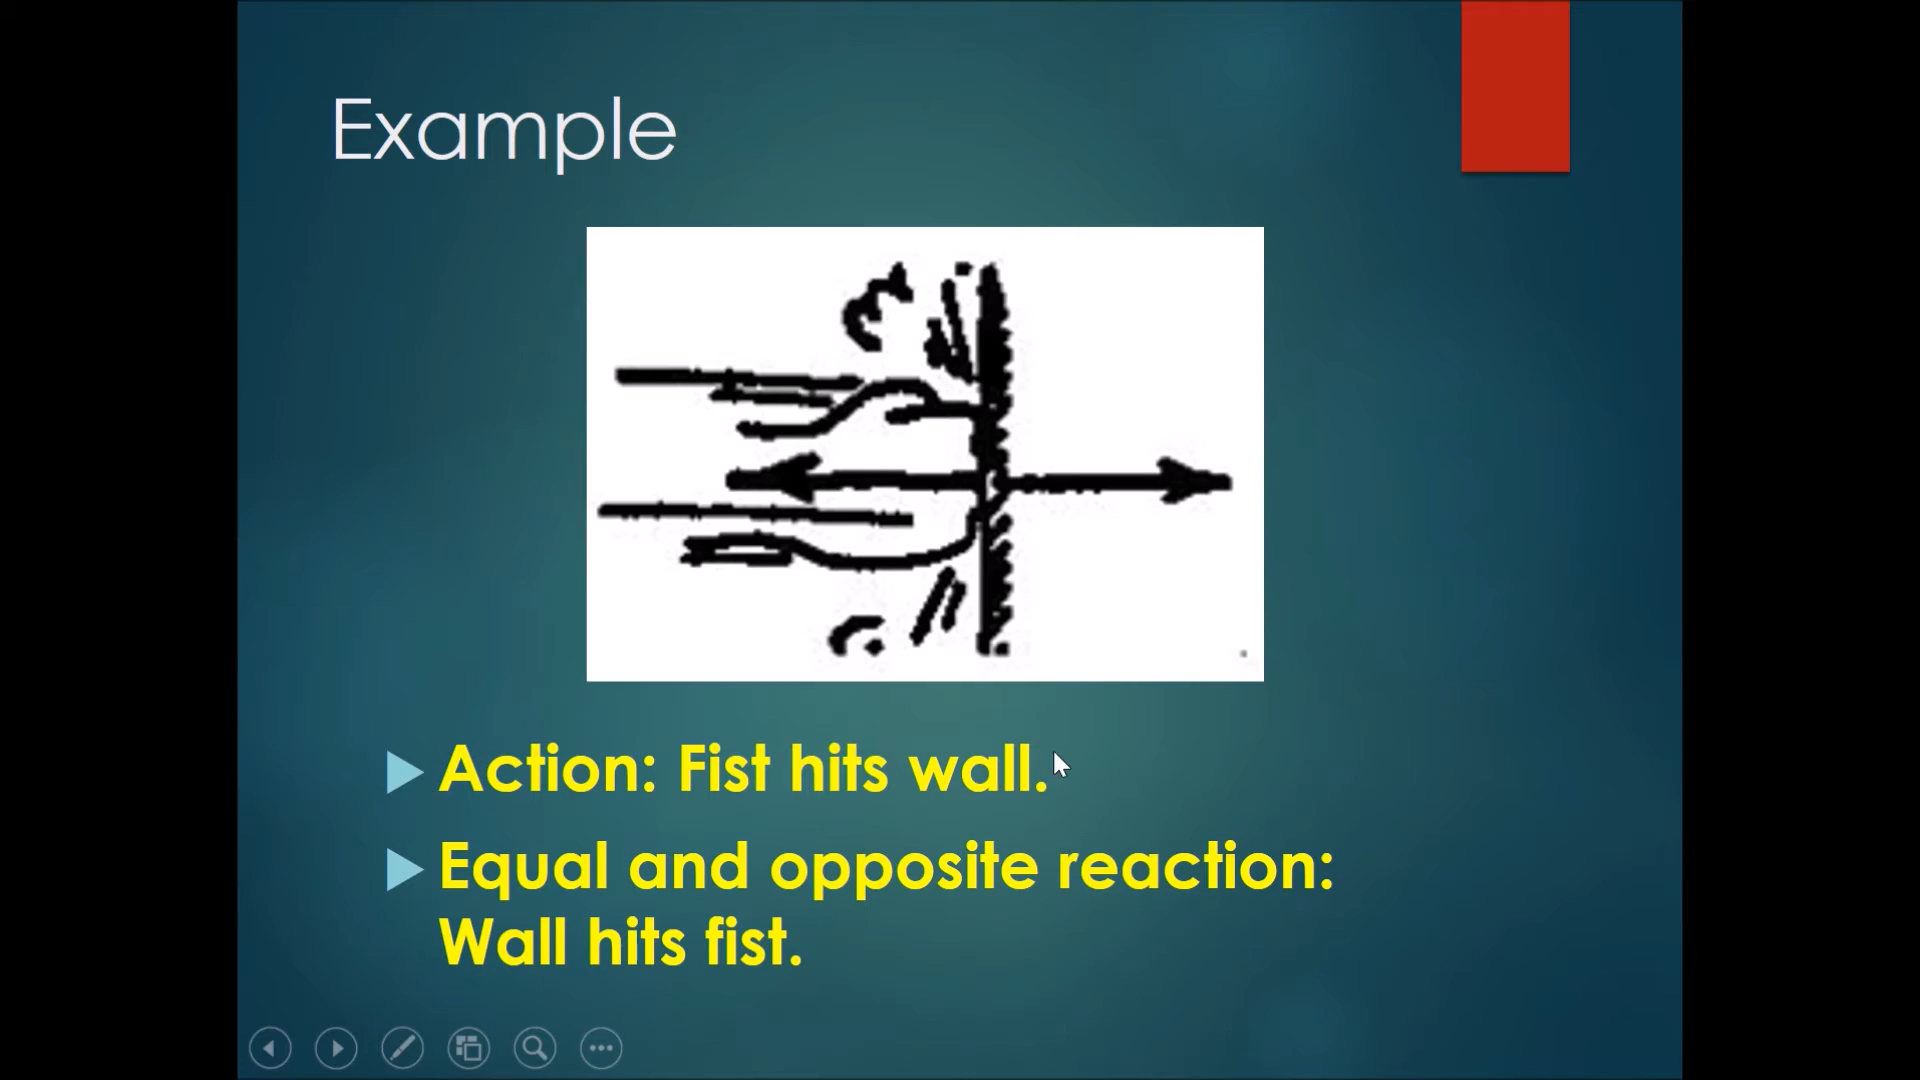 Example
Action: Fist hits wall.
Equal and opposite reaction:
Wall hits fist.